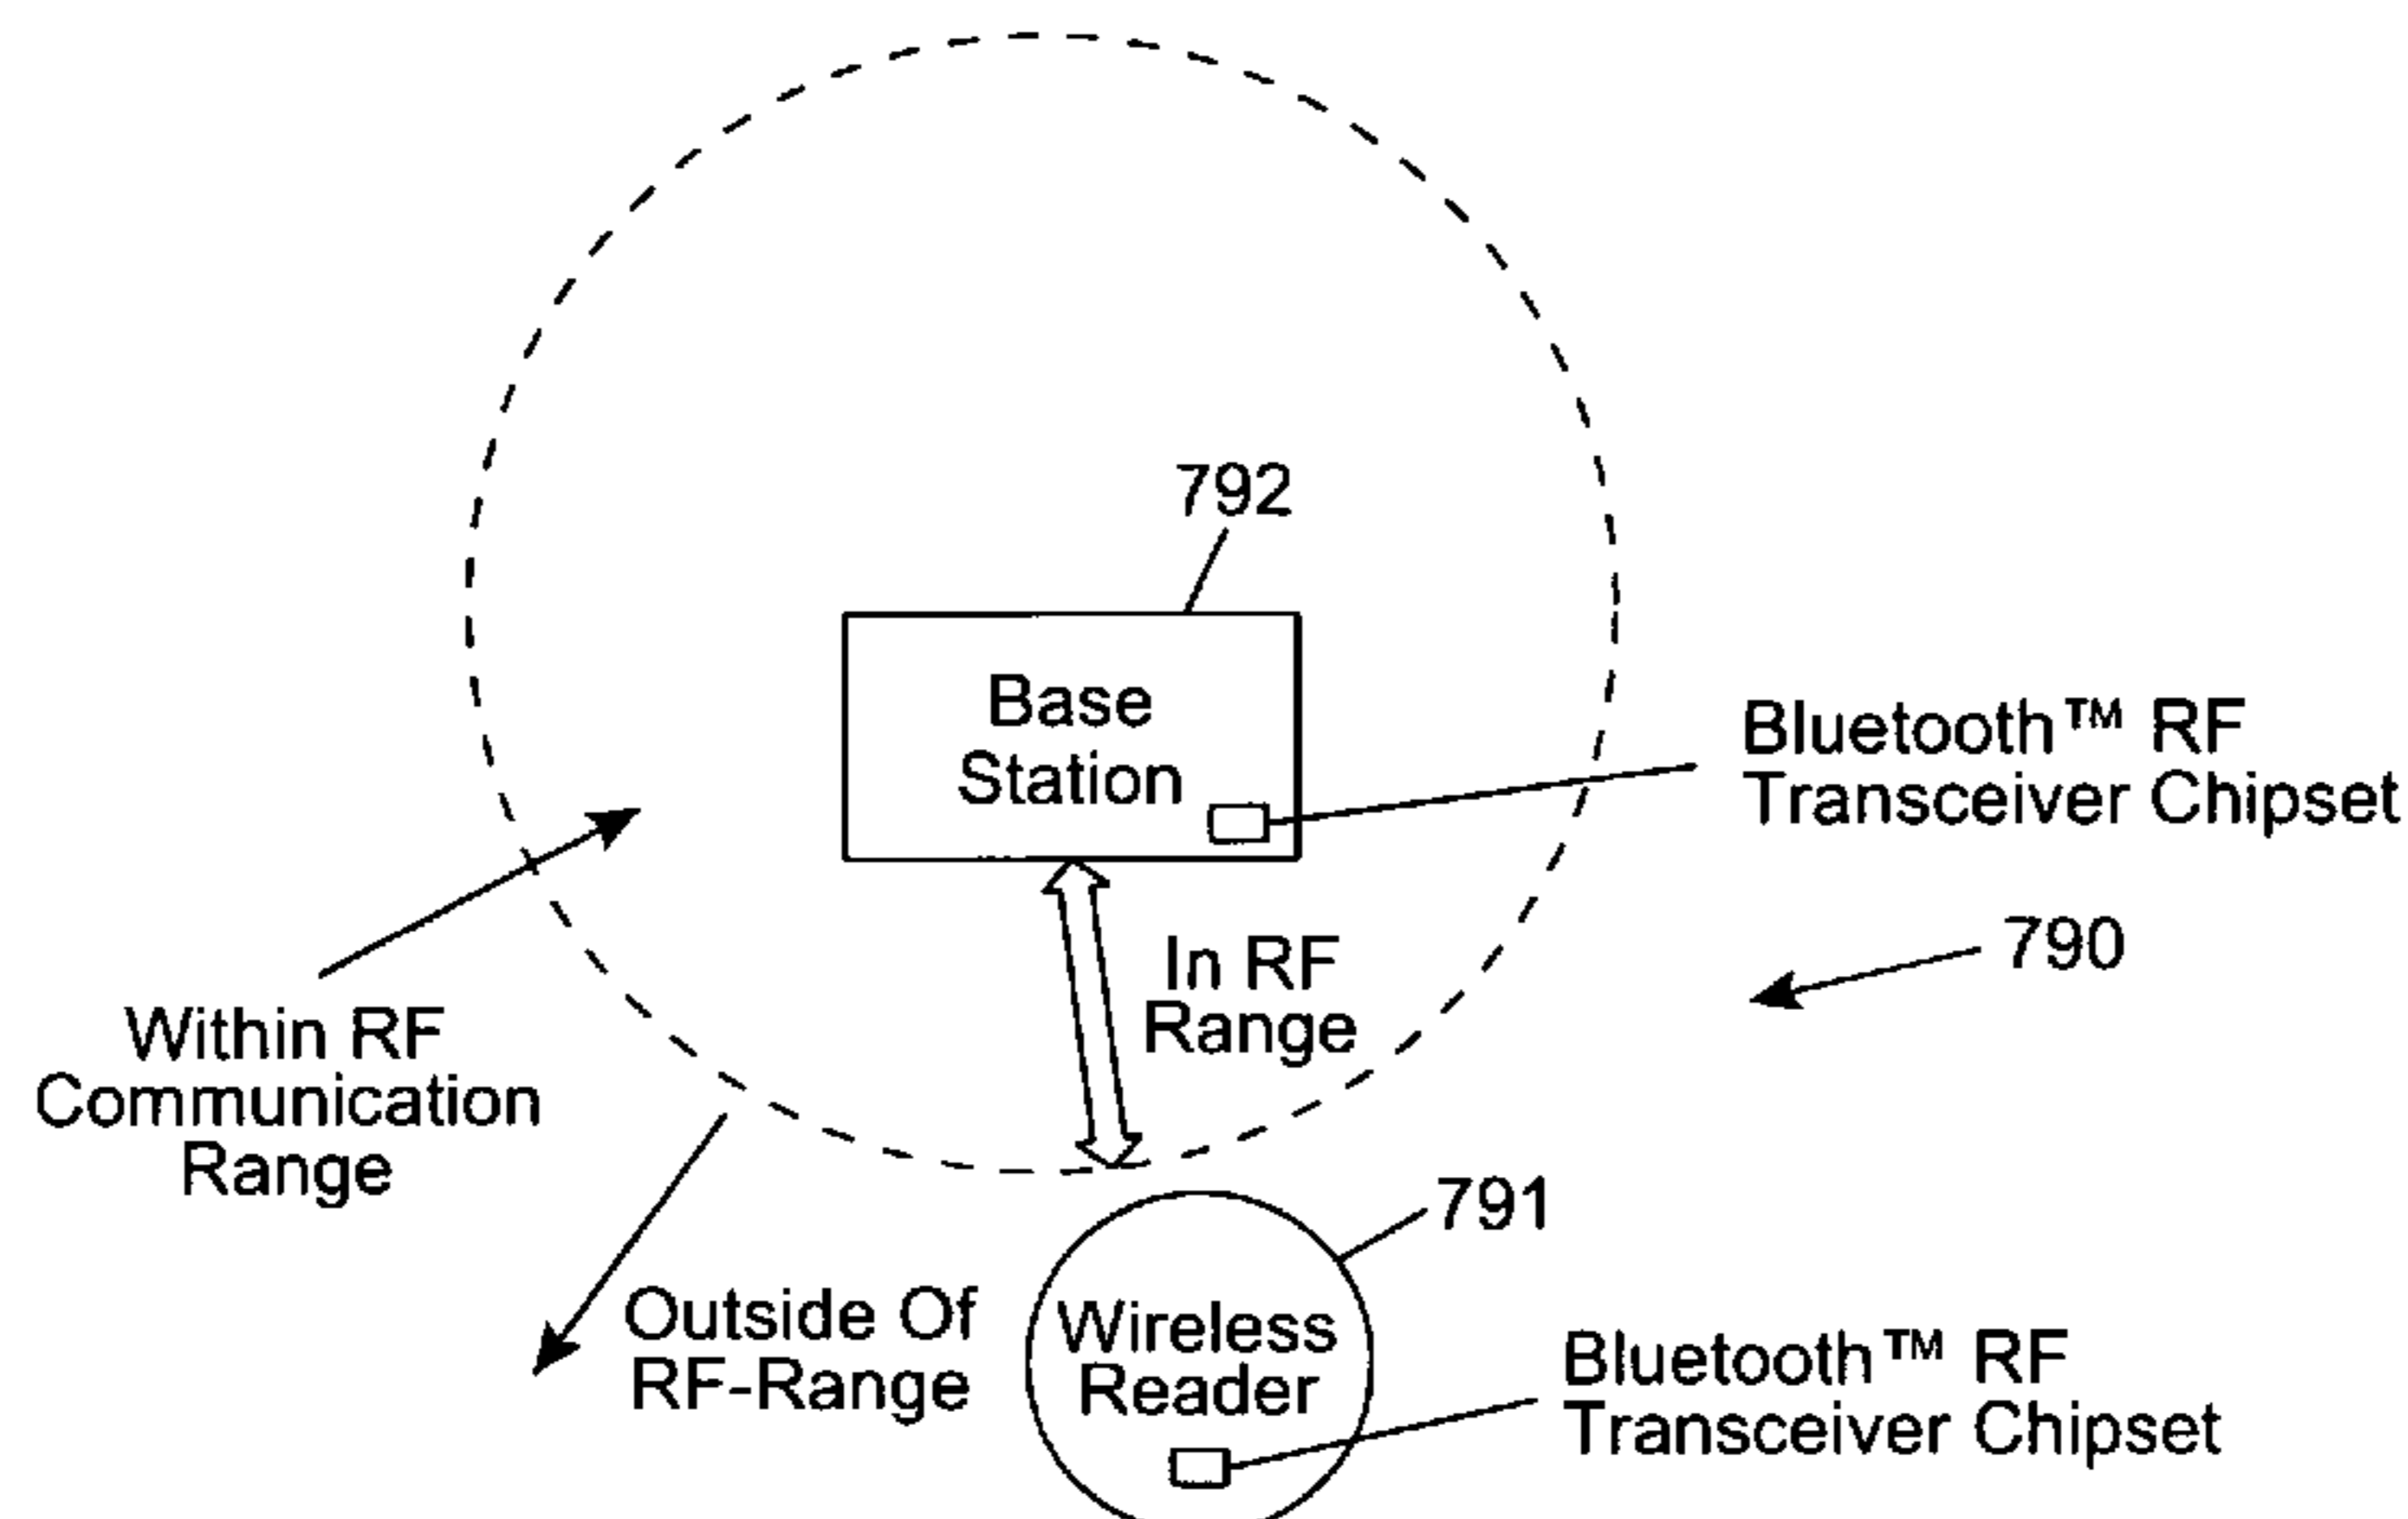 792
Base
Station
Bluetooth™ RF
Transceiver Chipset
790
In RF
Range
Within RF
Communication
Range
791
Outside Of
RF-Range
Wireless
Reader
Bluetooth™ RF
Transceiver Chipset